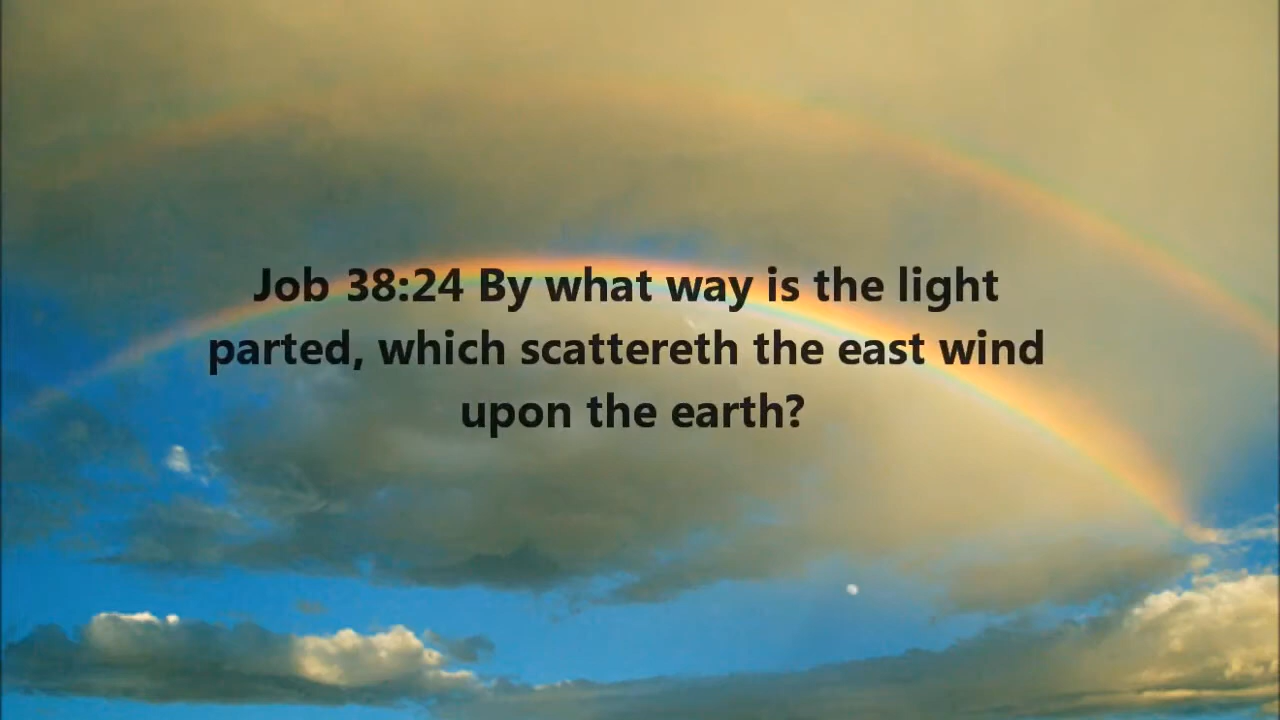 Job 38:24 By what way is the light
parted, which scattereth the east wind
upon the earth?